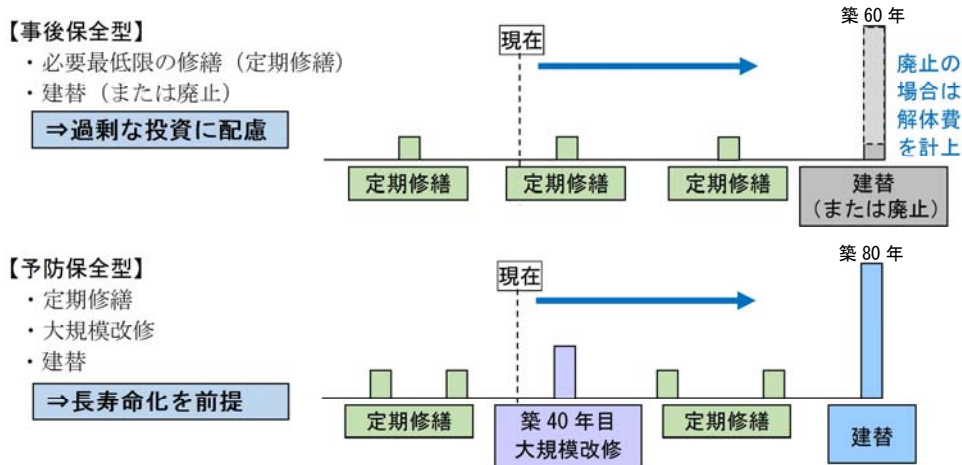 【事後保全型】
・必要最低限の修繕（定期修繕）
・建替（または廃止）
⇒過剰な投資に配慮
現在
築 60 年
廃止の
場合は
解体費
を計上
定期修繕
定期修繕
定期修繕
建替
（または廃止）
【予防保全型】
・定期修繕
・大規模改修
・建替
⇒長寿命化を前提
現在
築 80 年
定期修繕
築 40 年目
大規模改修
定期修繕
建替